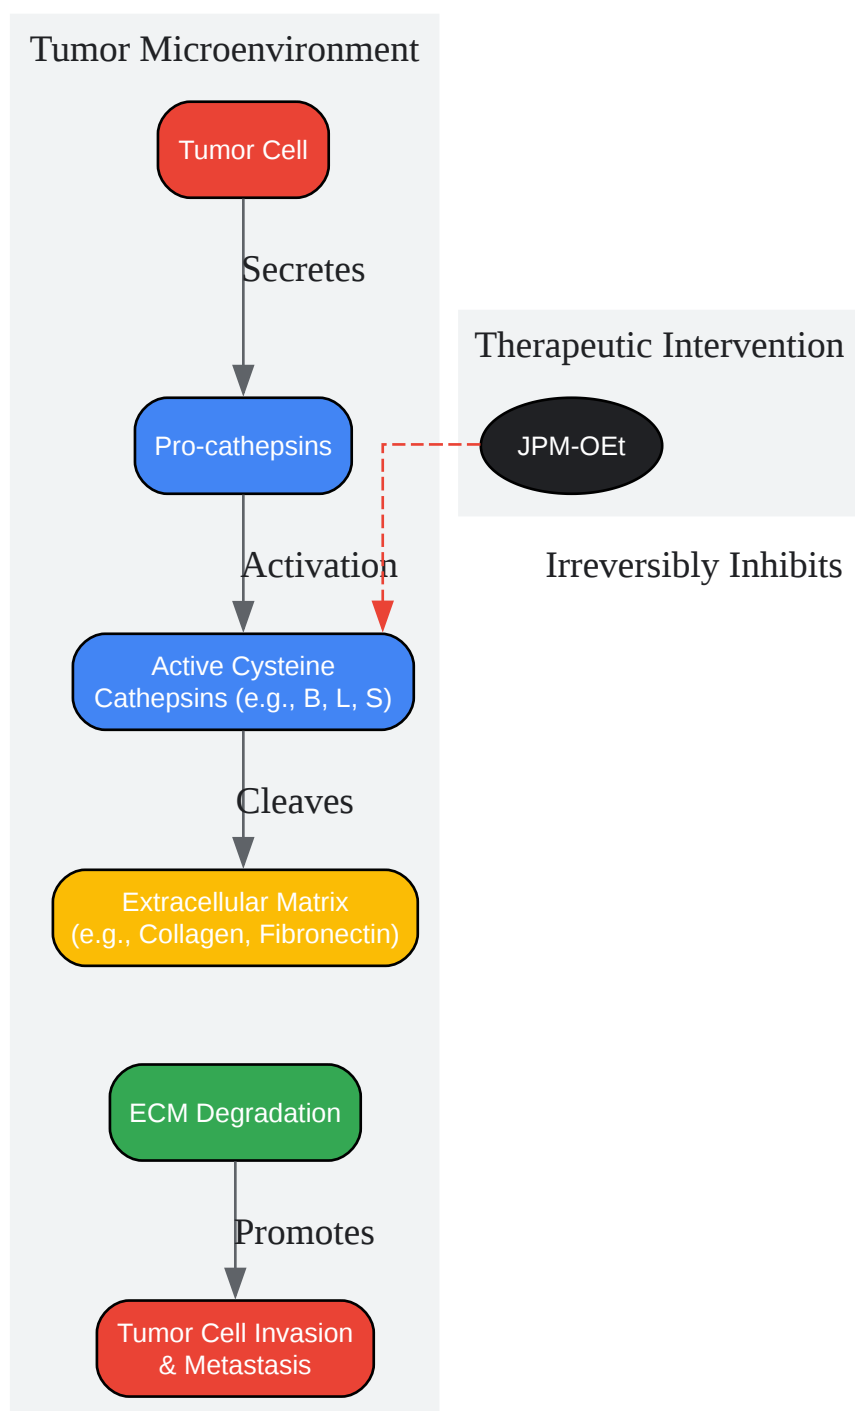 Tumor Microenvironment
Tumor Cell
Secretes
Therapeutic Intervention
Pro-cathepsins
JPM-OEt
Activation
Irreversibly Inhibits
Active Cysteine
Cathepsins (e.g., B, L, S)
Cleaves
Extracellular Matrix
(e.g., Collagen, Fibronectin)
ECM Degradation
Promotes
Tumor Cell Invasion
& Metastasis